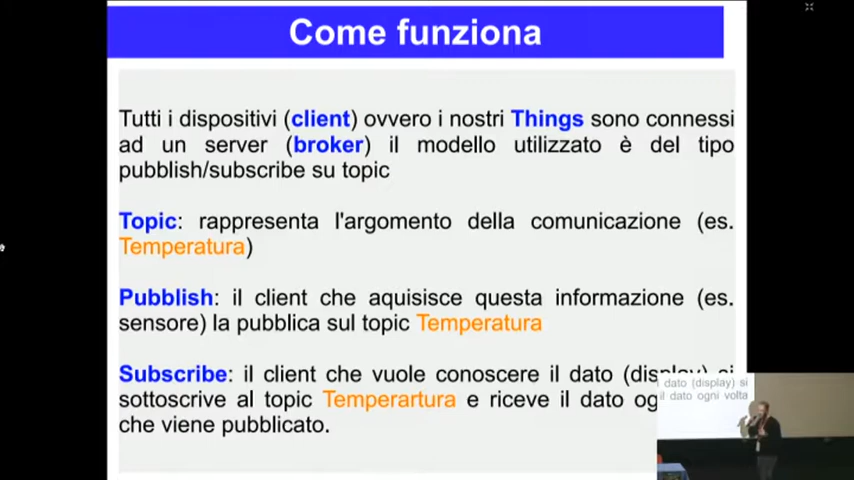 Come funziona
Tutti i dispositivi (client) ovvero i nostri Things sono connessi
ad un server (broker) il modello utilizzato è del tipo
pubblish/subscribe su topic
Topic: rappresenta l'argomento della comunicazione (es.
Temperatura)
Pubblish: il client che aquisisce questa informazione (es.
sensore) la pubblica sul topic Temperatura
Subscribe: il client che vuole conoscere il dato (display) si
sottoscrive al topic Temperartura e riceve il dato
che viene pubblicato.
dato (display) si
il dato ogni volta